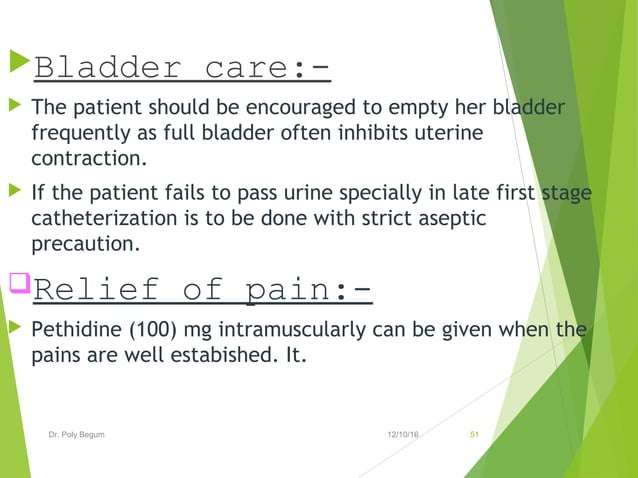 Bladder care:-
The patient should be encouraged to empty her bladder
frequently as full bladder often inhibits uterine
contraction.
If the patient fails to pass urine specially in late first stage
catheterization is to be done with strict aseptic
precaution.
Relief of pain:-
Pethidine (100) mg intramuscularly can be given when the
pains are well estabished. It.
Dr. Poly Begum 12/10/16 51